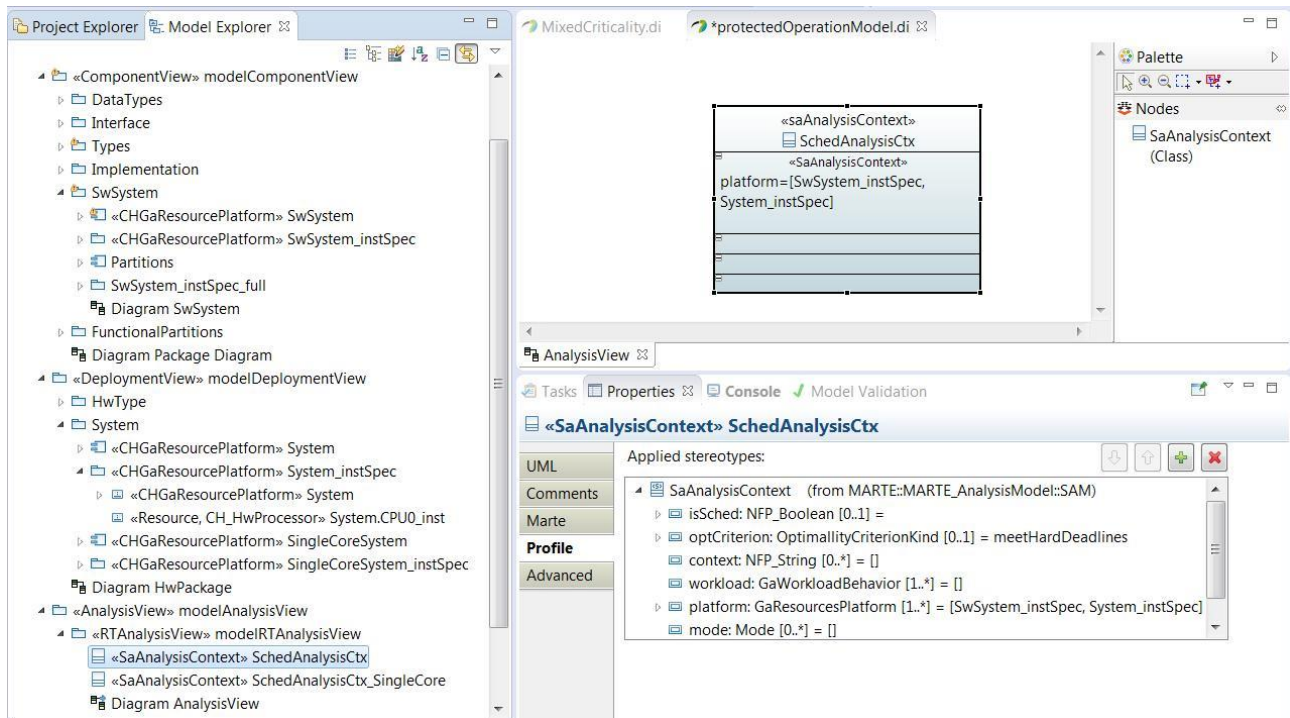 Project Explorer
Model Explorer
«ComponentView» modelComponentView
DataTypes
Interface
Types
Implementation
SwSystem
«CHGaResourcePlatform» SwSystem
«CHGaResourcePlatform» SwSystem_instSpec
Partitions
SwSystem_instSpec_full
Diagram SwSystem
FunctionalPartitions
Diagram Package Diagram
«DeploymentView» modelDeploymentView
HwType
System
«CHGaResourcePlatform» System
«CHGaResourcePlatform» System_instSpec
«CHGaResourcePlatform» System
«Resource, CH_HwProcessor» System.CPU0_inst
«CHGaResourcePlatform» SingleCoreSystem
«CHGaResourcePlatform» SingleCoreSystem_instSpec
Diagram HwPackage
«AnalysisView» modelAnalysisView
«RTAnalysisView» modelRTAnalysisView
«SaAnalysisContext» SchedAnalysisCtx
«SaAnalysisContext» SchedAnalysisCtx_SingleCore
Diagram AnalysisView
MixedCriticality.di
*protectedOperationModel.di
«saAnalysisContext»
SchedAnalysisCtx
«SaAnalysisContext»
platform=[SwSystem_instSpec,
System_instSpec]
Palette
Nodes
SaAnalysisContext
(Class)
AnalysisView
Tasks
Properties
Console
Model Validation
«SaAnalysisContext» SchedAnalysisCtx
UML
Comments
Marte
Profile
Advanced
Applied stereotypes:
SaAnalysisContext (from MARTE::MARTE_AnalysisModel::SAM)
isSched: NFP_Boolean [0..1] =
optCriterion: OptimallityCriterionKind [0..1] = meetHardDeadlines
context: NFP_String [0..*] = []
workload: GaWorkloadBehavior [1..*] = []
platform: GaResourcesPlatform [1..*] = [SwSystem_instSpec, System_instSpec]
mode: Mode [0..*] = []